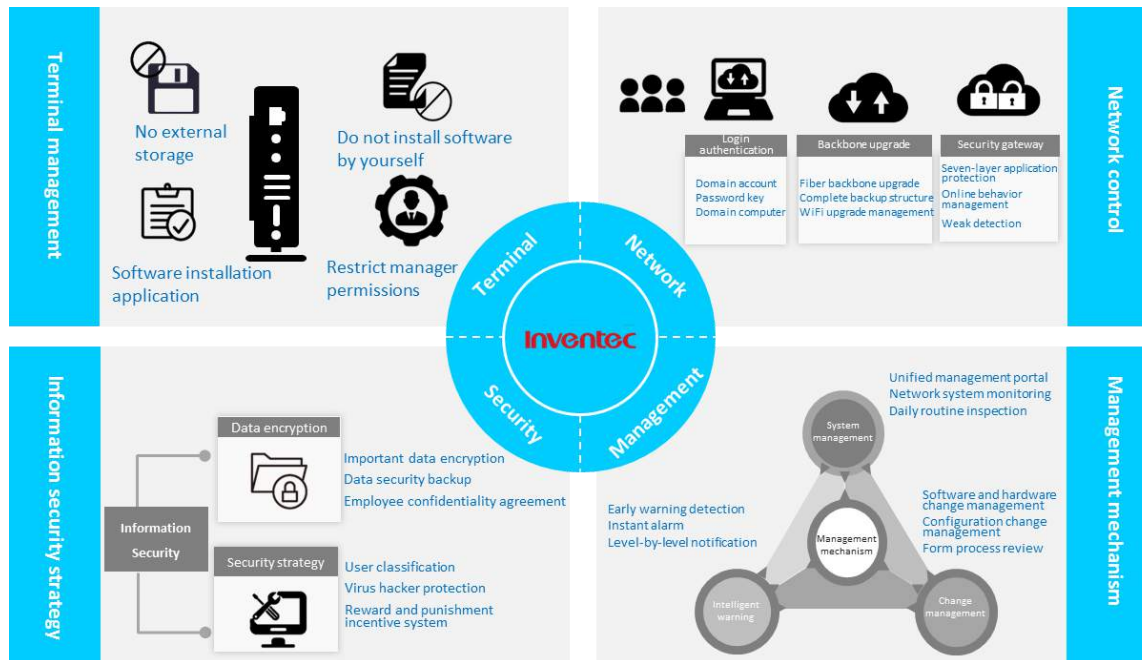 Terminal management
No external
storage
Do not install software
by yourself
Software installation
application
Restrict manager
permissions
Network control
Login
authentication
Domain account
Password key
Domain computer
Backbone upgrade
Fiber backbone upgrade
Complete backup structure
WiFi upgrade management
Security gateway
Seven-layer application
protection
Online behavior
management
Weak detection
Terminal
Network
Inventec
Security
Management
Information security strategy
Information
Security
Data encryption
Important data encryption
Data security backup
Employee confidentiality agreement
Security strategy
User classification
Virus hacker protection
Reward and punishment
incentive system
Management mechanism
Unified management portal
Network system monitoring
Daily routine inspection
System
management
Early warning detection
Instant alarm
Level-by-level notification
Management
mechanism
Software and hardware
change management
Configuration change
management
Form process review
Intelligent
warning
Change
management